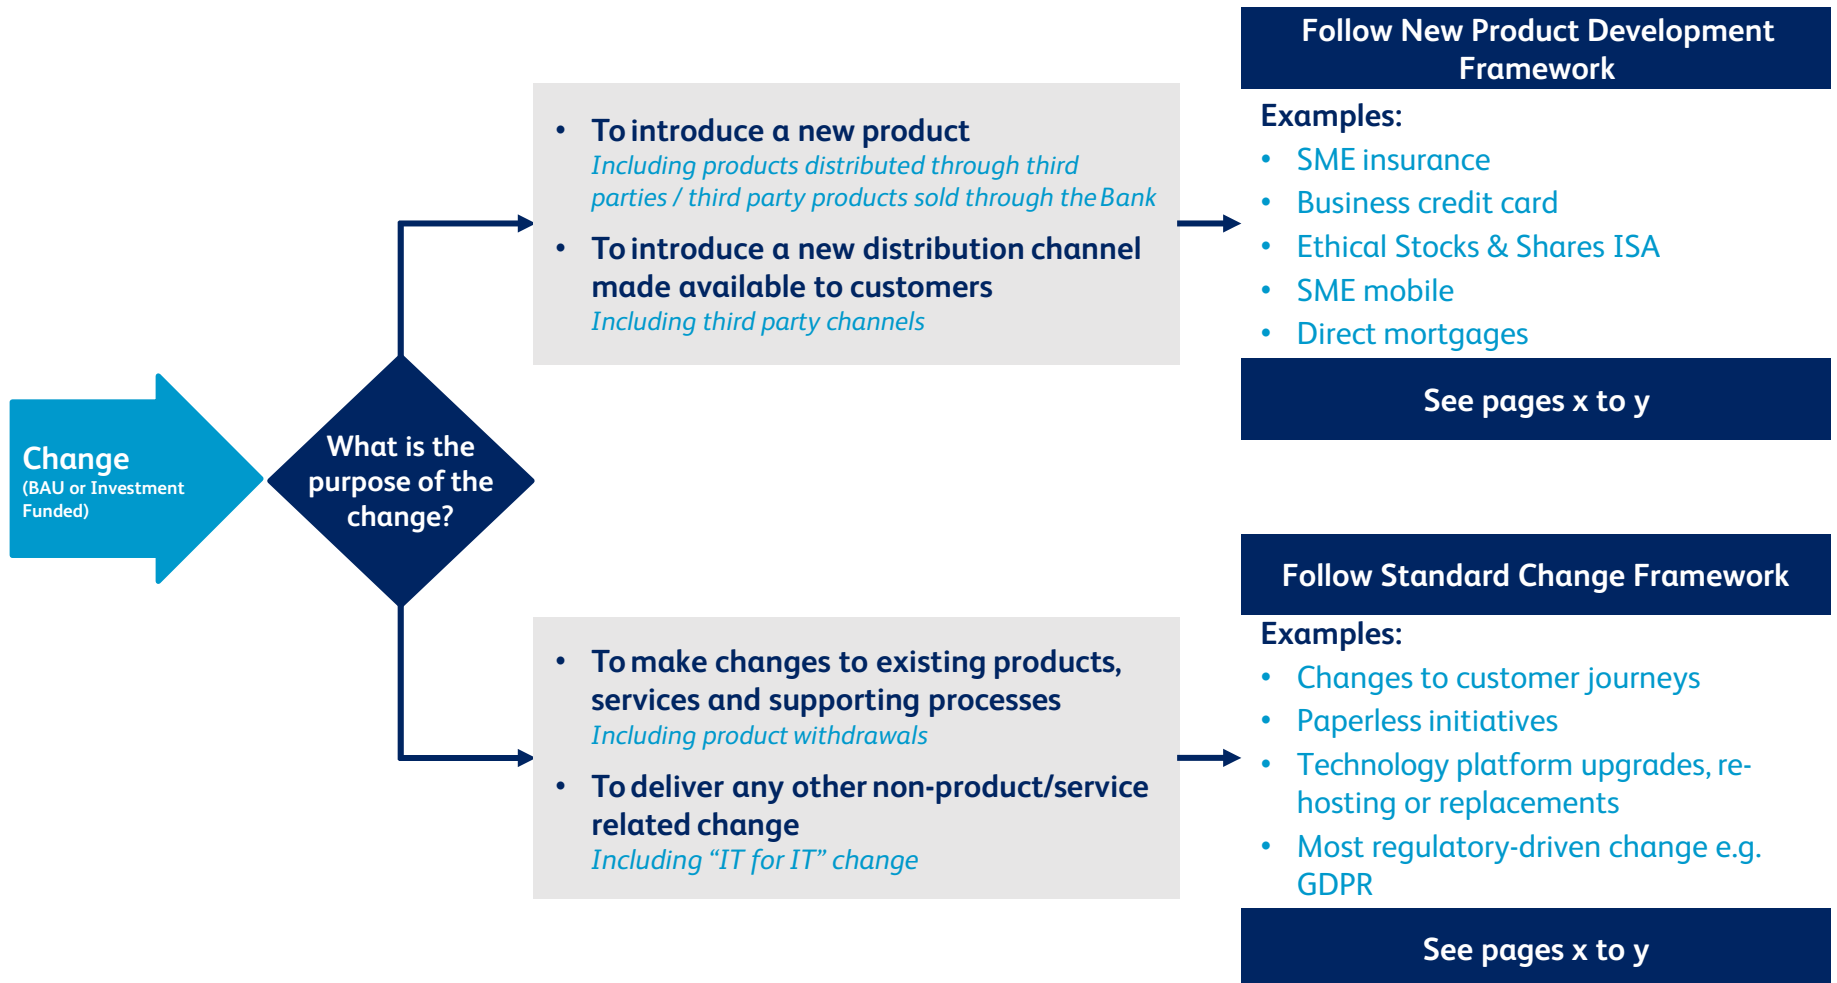 Change
(BAU or Investment
Funded)
What is the
purpose of the
change?
• To introduce a new product
Including products distributed through third
parties / third party products sold through the Bank
• To introduce a new distribution channel
made available to customers
Including third party channels
Follow New Product Development
Framework
Examples:
• SME insurance
• Business credit card
• Ethical Stocks & Shares ISA
• SME mobile
• Direct mortgages
See pages x to y
• To make changes to existing products,
services and supporting processes
Including product withdrawals
• To deliver any other non-product/service
related change
Including “IT for IT” change
Follow Standard Change Framework
Examples:
• Changes to customer journeys
• Paperless initiatives
• Technology platform upgrades, re-
hosting or replacements
• Most regulatory-driven change e.g.
GDPR
See pages x to y